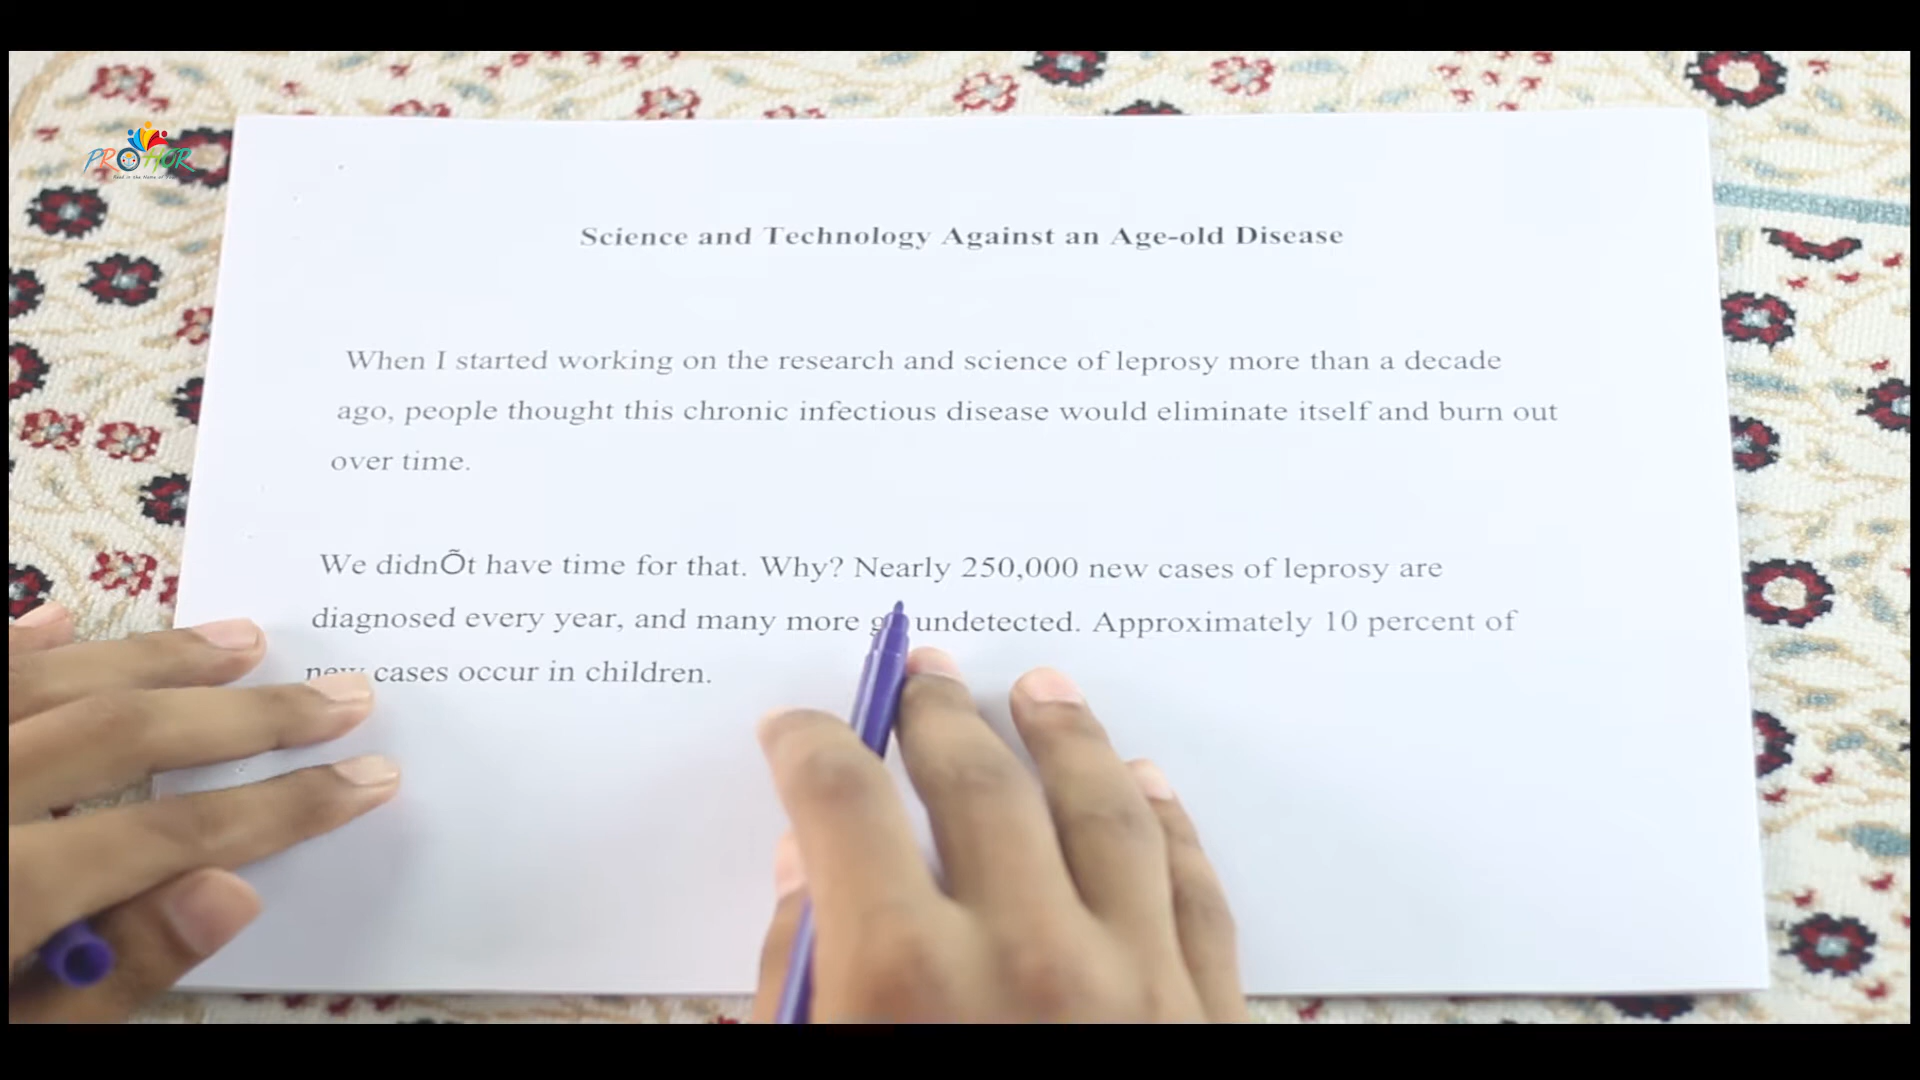 PROHOR
Science and Technology Against an Age-old Disease
When I started working on the research and science of leprosy more than a decade
ago, people thought this chronic infectious disease would eliminate itself and burn out
over time.
We didnÕt have time for that. Why? Nearly 250,000 new cases of leprosy are
diagnosed every year, and many more undetected. Approximately 10 percent of
new cases occur in children.